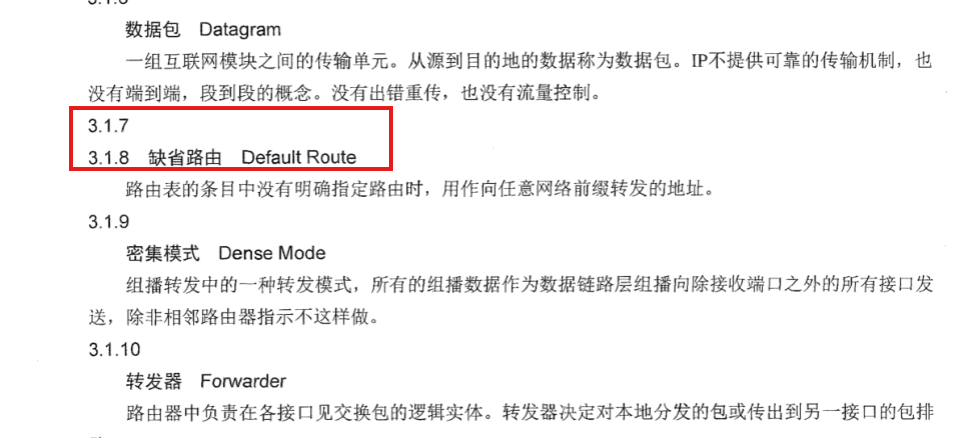 数据包 Datagram
一组互联网模块之间的传输单元。从源到目的地的数据称为数据包。IP不提供可靠的传输机制，也
没有端到端，段到段的概念。没有出错重传，也没有流量控制。
3.1.7
3.1.8 缺省路由 Default Route
路由表的条目中没有明确指定路由时，用作向任意网络前缀转发的地址。
3.1.9
密集模式 Dense Mode
组播转发中的一种转发模式，所有的组播数据作为数据链路层组播向除接收端口之外的所有接口发
送，除非相邻路由器指示不这样做。
3.1.10
转发器 Forwarder
路由器中负责在各接口见交换包的逻辑实体。转发器决定对本地分发的包或传出到另一接口的包排